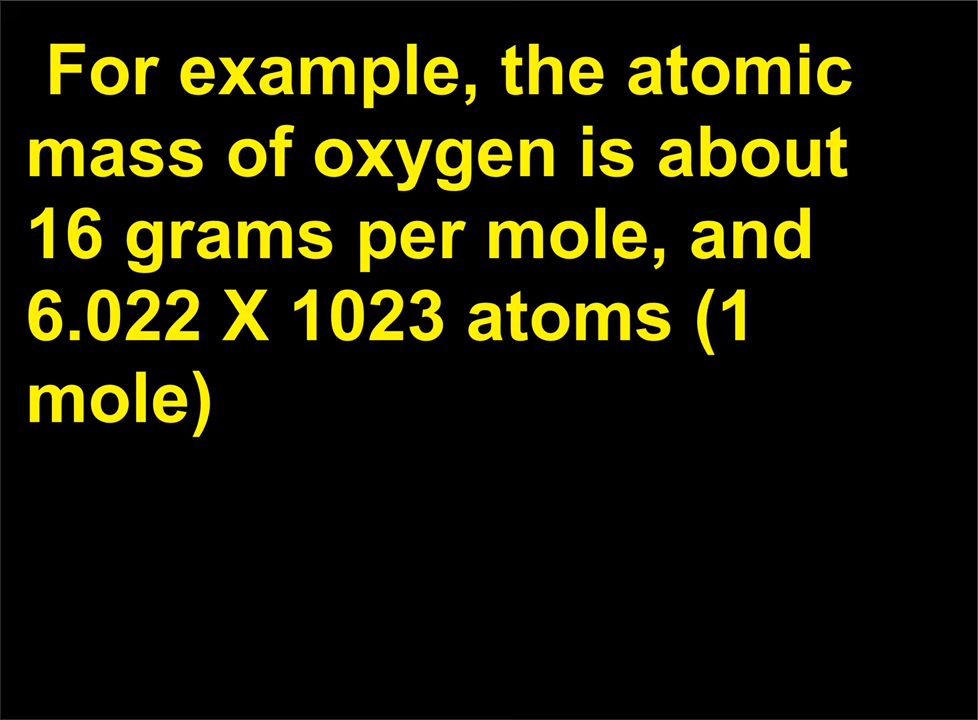 For example, the atomic
mass of oxygen is about
16 grams per mole, and
6.022 X 1023 atoms (1
mole)